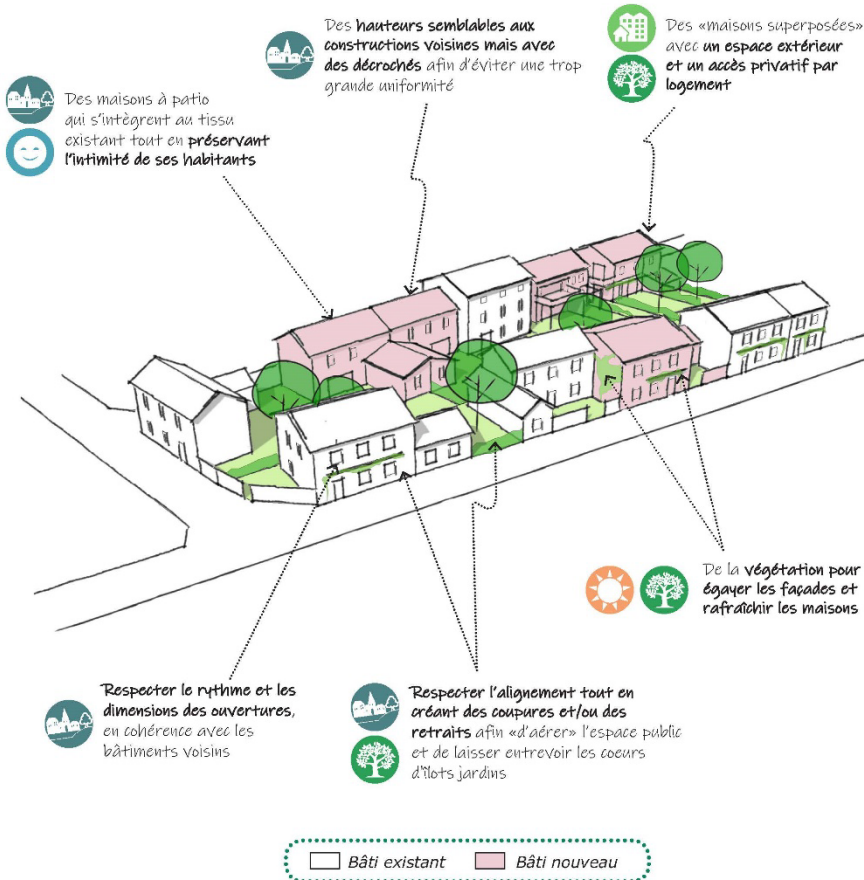 Des hauteurs semblables aux
constructions voisines mais avec
des décrochés afin d'éviter une trop
grande uniformité
Des «maisons superposées»
avec un espace extérieur
et un accès privatif par
logement
Des maisons à patio
qui s'intègrent au tissu
existant tout en préservant
l'intimité de ses habitants
De la végétation pour
égayer les façades et
rafraîchir les maisons
Respecter le rythme et les
dimensions des ouvertures,
en cohérence avec les
bâtiments voisins
Respecter l'alignement tout en
créant des coupures et/ou des
retraits afin «d'aérer» l'espace public
et de laisser entrevoir les coeurs
d'îlots jardins
Bâti existant
Bâti nouveau